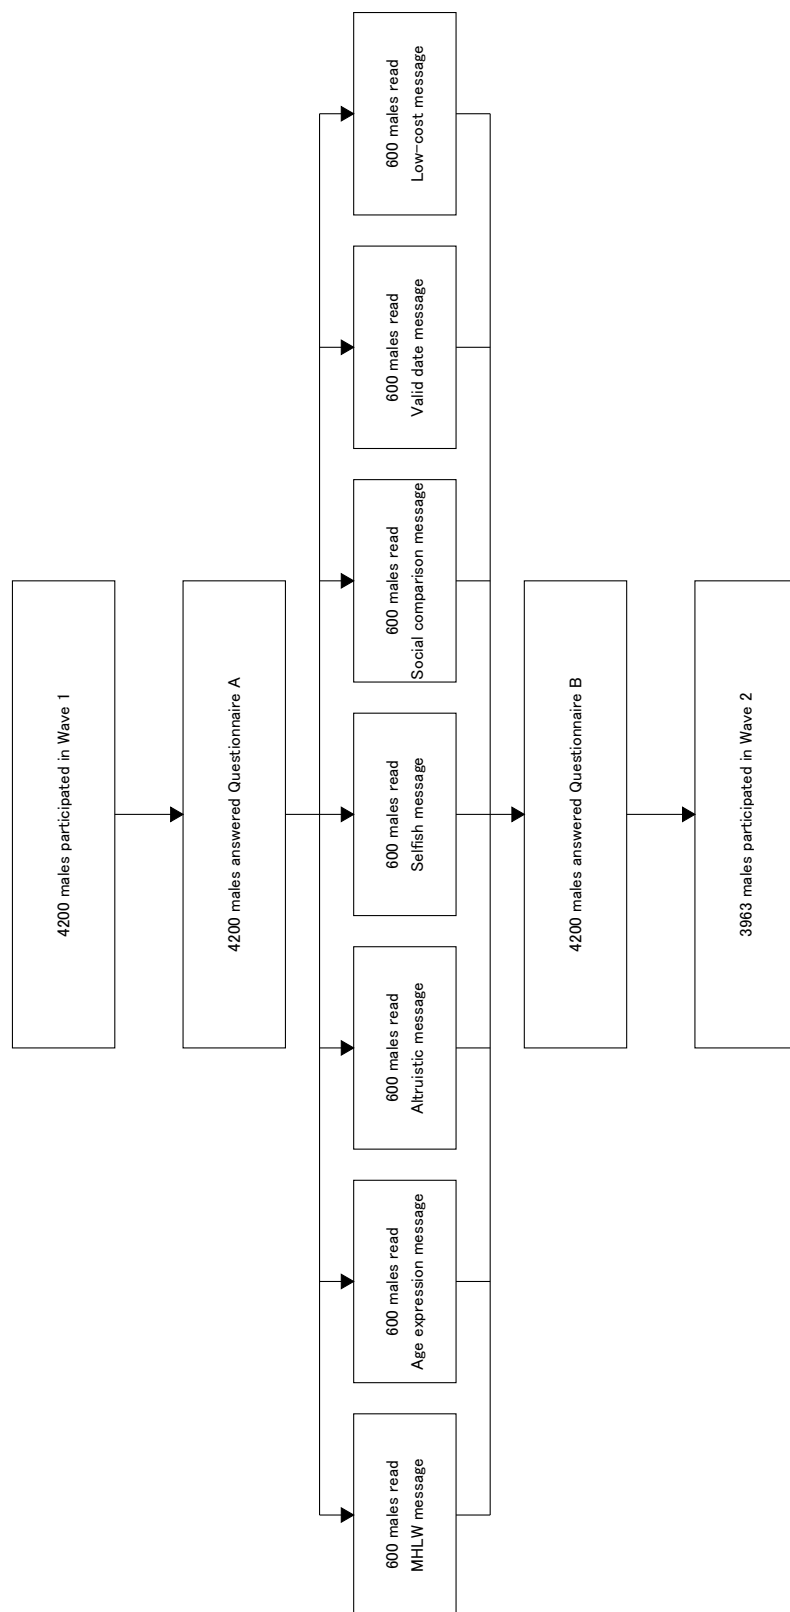 4200 males participated in Wave 1
4200 males answered Questionnaire A
600 males read
MHLW message
600 males read
Age expression message
600 males read
Altruistic message
600 males read
Selfish message
600 males read
Social comparison message
600 males read
Valid date message
600 males read
Low-cost message
4200 males answered Questionnaire B
3963 males participated in Wave 2